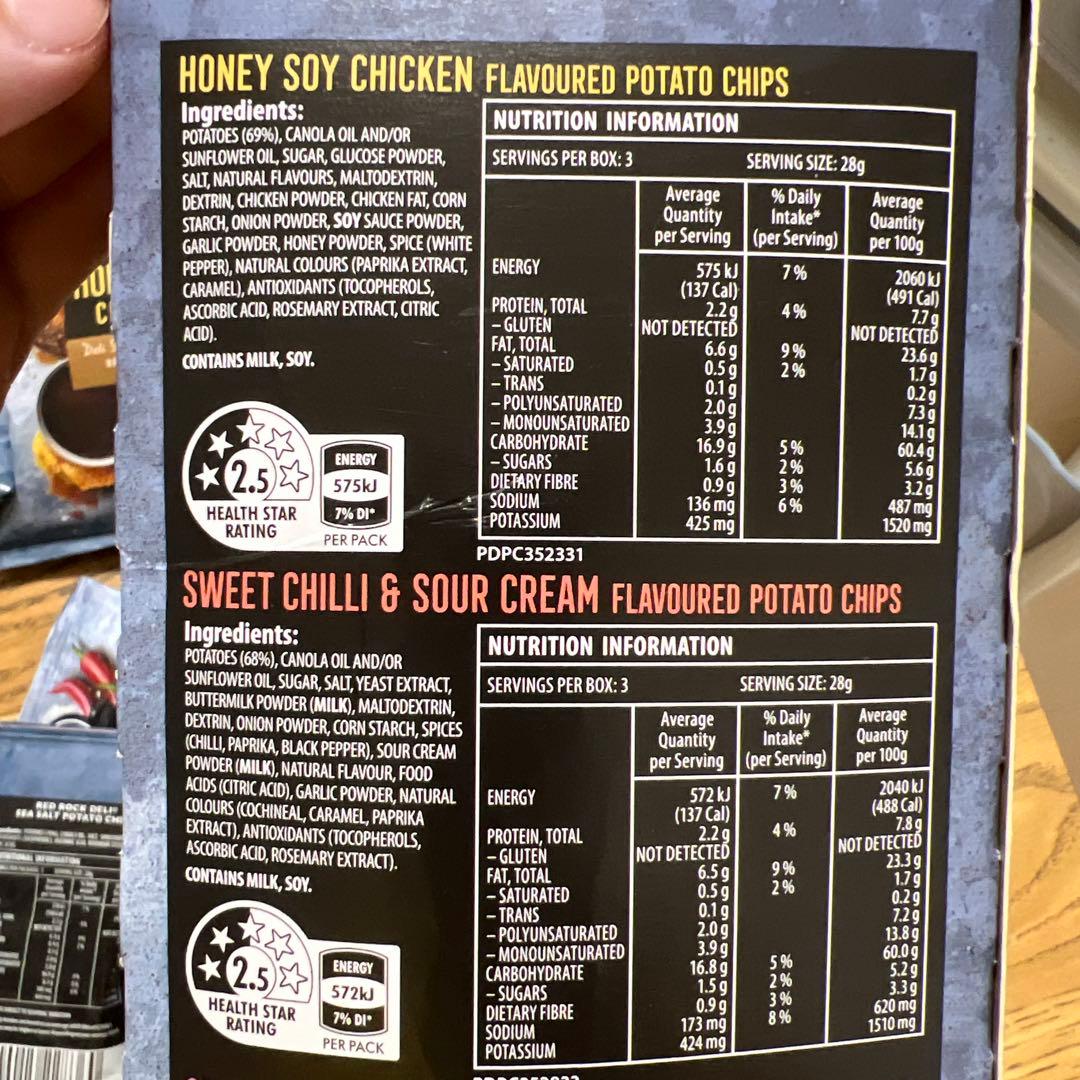 HONEY SOY CHICKEN FLAVOURED POTATO CHIPS
Ingredients:
POTATOES (69%), CANOLA OIL AND/OR
SUNFLOWER OIL, SUGAR, GLUCOSE POWDER,
SALT, NATURAL FLAVOURS, MALTODEXTRIN,
DEXTRIN, CHICKEN POWDER, CHICKEN FAT, CORN
STARCH, ONION POWDER, SOY SAUCE POWDER,
GARLIC POWDER, HONEY POWDER, SPICE (WHITE
PEPPER), NATURAL COLOURS (PAPRIKA EXTRACT,
CARAMEL), ANTIOXIDANTS (TOCOPHEROLS,
ASCORBIC ACID, ROSEMARY EXTRACT, CITRIC
ACID).
CONTAINS MILK, SOY.
2.5
HEALTH STAR
RATING
ENERGY
575kJ
7% DI*
PER PACK
NUTRITION INFORMATION
SERVINGS PER BOX: 3 SERVING SIZE: 28g
Average Quantity per Serving % Daily Intake* (per Serving) Average Quantity per 100g
ENERGY 575 kJ 7% 2060 kJ
(137 Cal) (491 Cal)
PROTEIN, TOTAL 2.2 g 4% 7.7 g
– GLUTEN NOT DETECTED NOT DETECTED
FAT, TOTAL 6.6 g 9% 23.6 g
– SATURATED 0.5 g 2% 1.7 g
– TRANS 0.1 g 0.2 g
– POLYUNSATURATED 2.0 g 7.3 g
– MONOUNSATURATED 3.9 g 14.1 g
CARBOHYDRATE 16.9 g 5% 60.4 g
– SUGARS 1.6 g 2% 5.6 g
DIETARY FIBRE 0.9 g 3% 3.2 g
SODIUM 136 mg 6% 487 mg
POTASSIUM 425 mg 1520 mg
PDPC352331
SWEET CHILLI & SOUR CREAM FLAVOURED POTATO CHIPS
Ingredients:
POTATOES (68%), CANOLA OIL AND/OR
SUNFLOWER OIL, SUGAR, SALT, YEAST EXTRACT,
BUTTERMILK POWDER (MILK), MALTODEXTRIN,
DEXTRIN, ONION POWDER, CORN STARCH, SPICES
(CHILLI, PAPRIKA, BLACK PEPPER), SOUR CREAM
POWDER (MILK), NATURAL FLAVOUR, FOOD
ACIDS (CITRIC ACID), GARLIC POWDER, NATURAL
COLOURS (COCHINEAL, CARAMEL, PAPRIKA
EXTRACT), ANTIOXIDANTS (TOCOPHEROLS,
ASCORBIC ACID, ROSEMARY EXTRACT).
CONTAINS MILK, SOY.
2.5
HEALTH STAR
RATING
ENERGY
572kJ
7% DI*
PER PACK
NUTRITION INFORMATION
SERVINGS PER BOX: 3 SERVING SIZE: 28g
Average Quantity per Serving % Daily Intake* (per Serving) Average Quantity per 100g
ENERGY 572 kJ 7% 2040 kJ
(137 Cal) (488 Cal)
PROTEIN, TOTAL 2.2 g 4% 7.8 g
– GLUTEN NOT DETECTED NOT DETECTED
FAT, TOTAL 6.5 g 9% 23.3 g
– SATURATED 0.5 g 2% 1.7 g
– TRANS 0.1 g 0.2 g
– POLYUNSATURATED 2.0 g 7.2 g
– MONOUNSATURATED 3.9 g 13.8 g
CARBOHYDRATE 16.8 g 5% 60.0 g
– SUGARS 1.5 g 2% 5.2 g
DIETARY FIBRE 0.9 g 3% 3.3 g
SODIUM 173 mg 8% 620 mg
POTASSIUM 424 mg 1510 mg
RED ROCK DELI
SEA SALT POTATO